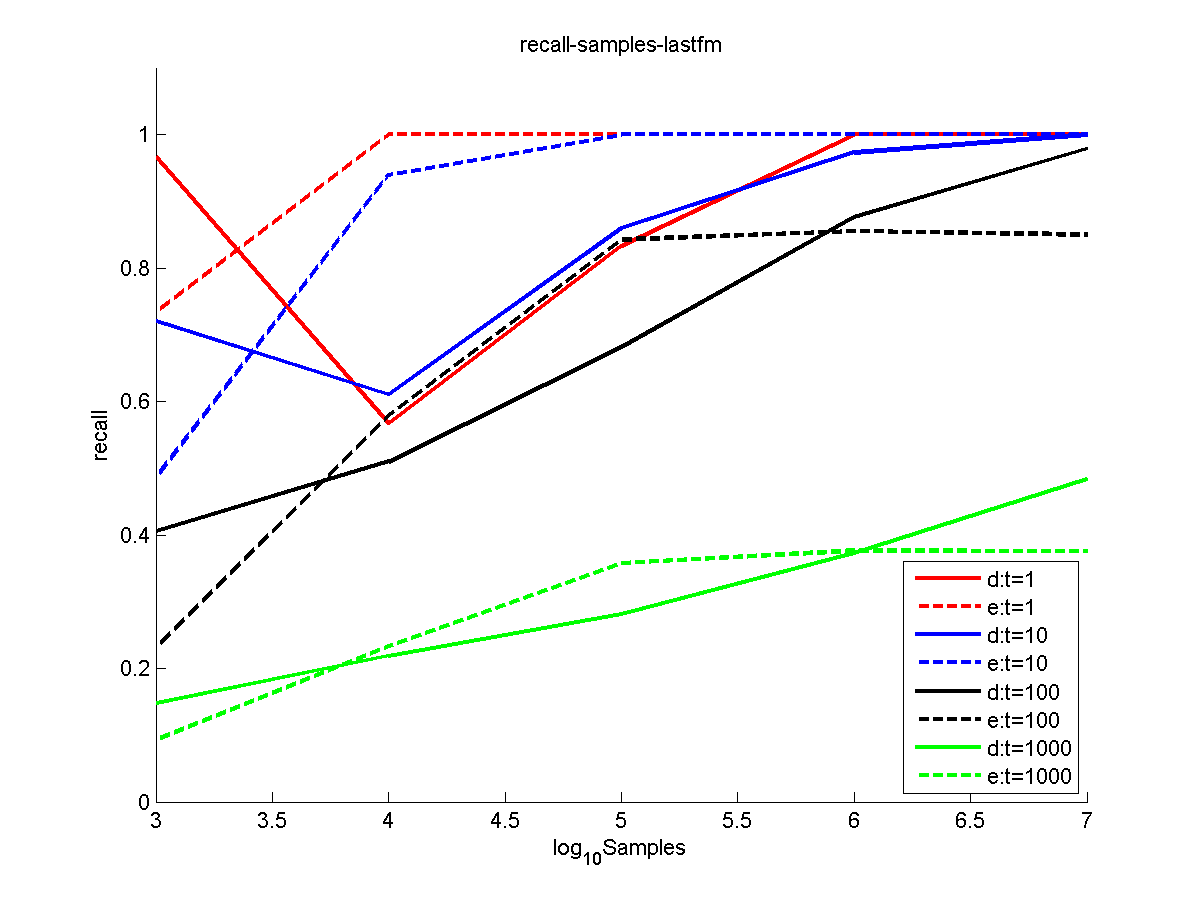 recall-samples-lastfm
1
0.8
0.6
0.4
0.2
0
recall
3 3.5 4 4.5 5 5.5 6 6.5 7
log10Samples
d:t=1
e:t=1
d:t=10
e:t=10
d:t=100
e:t=100
d:t=1000
e:t=1000